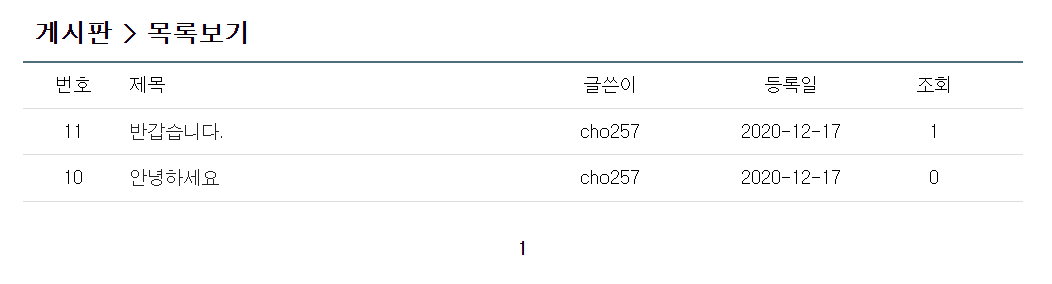 게시판 > 목록보기
번호 제목 글쓴이 등록일 조회
11 반갑습니다. cho257 2020-12-17 1
10 안녕하세요 cho257 2020-12-17 0
1